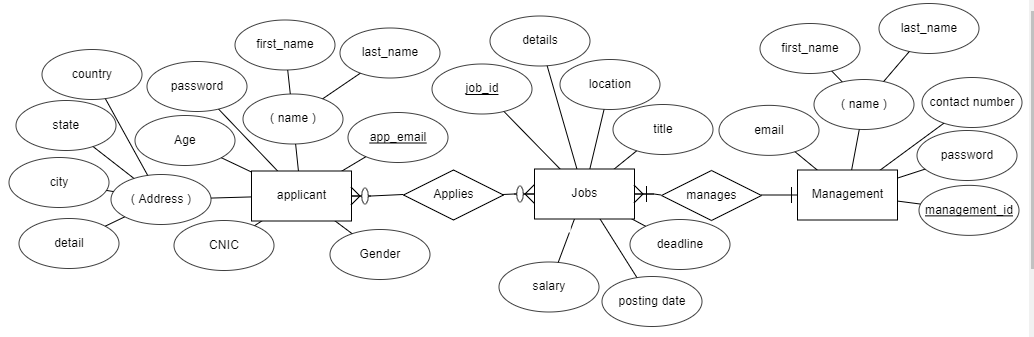 country
state
city
detail
( Address )
password
Age
first_name
last_name
( name )
app_email
applicant
CNIC
Gender
Applies
details
job_id
location
title
Jobs
salary
posting date
deadline
manages
first_name
last_name
( name )
email
contact number
password
management_id
Management